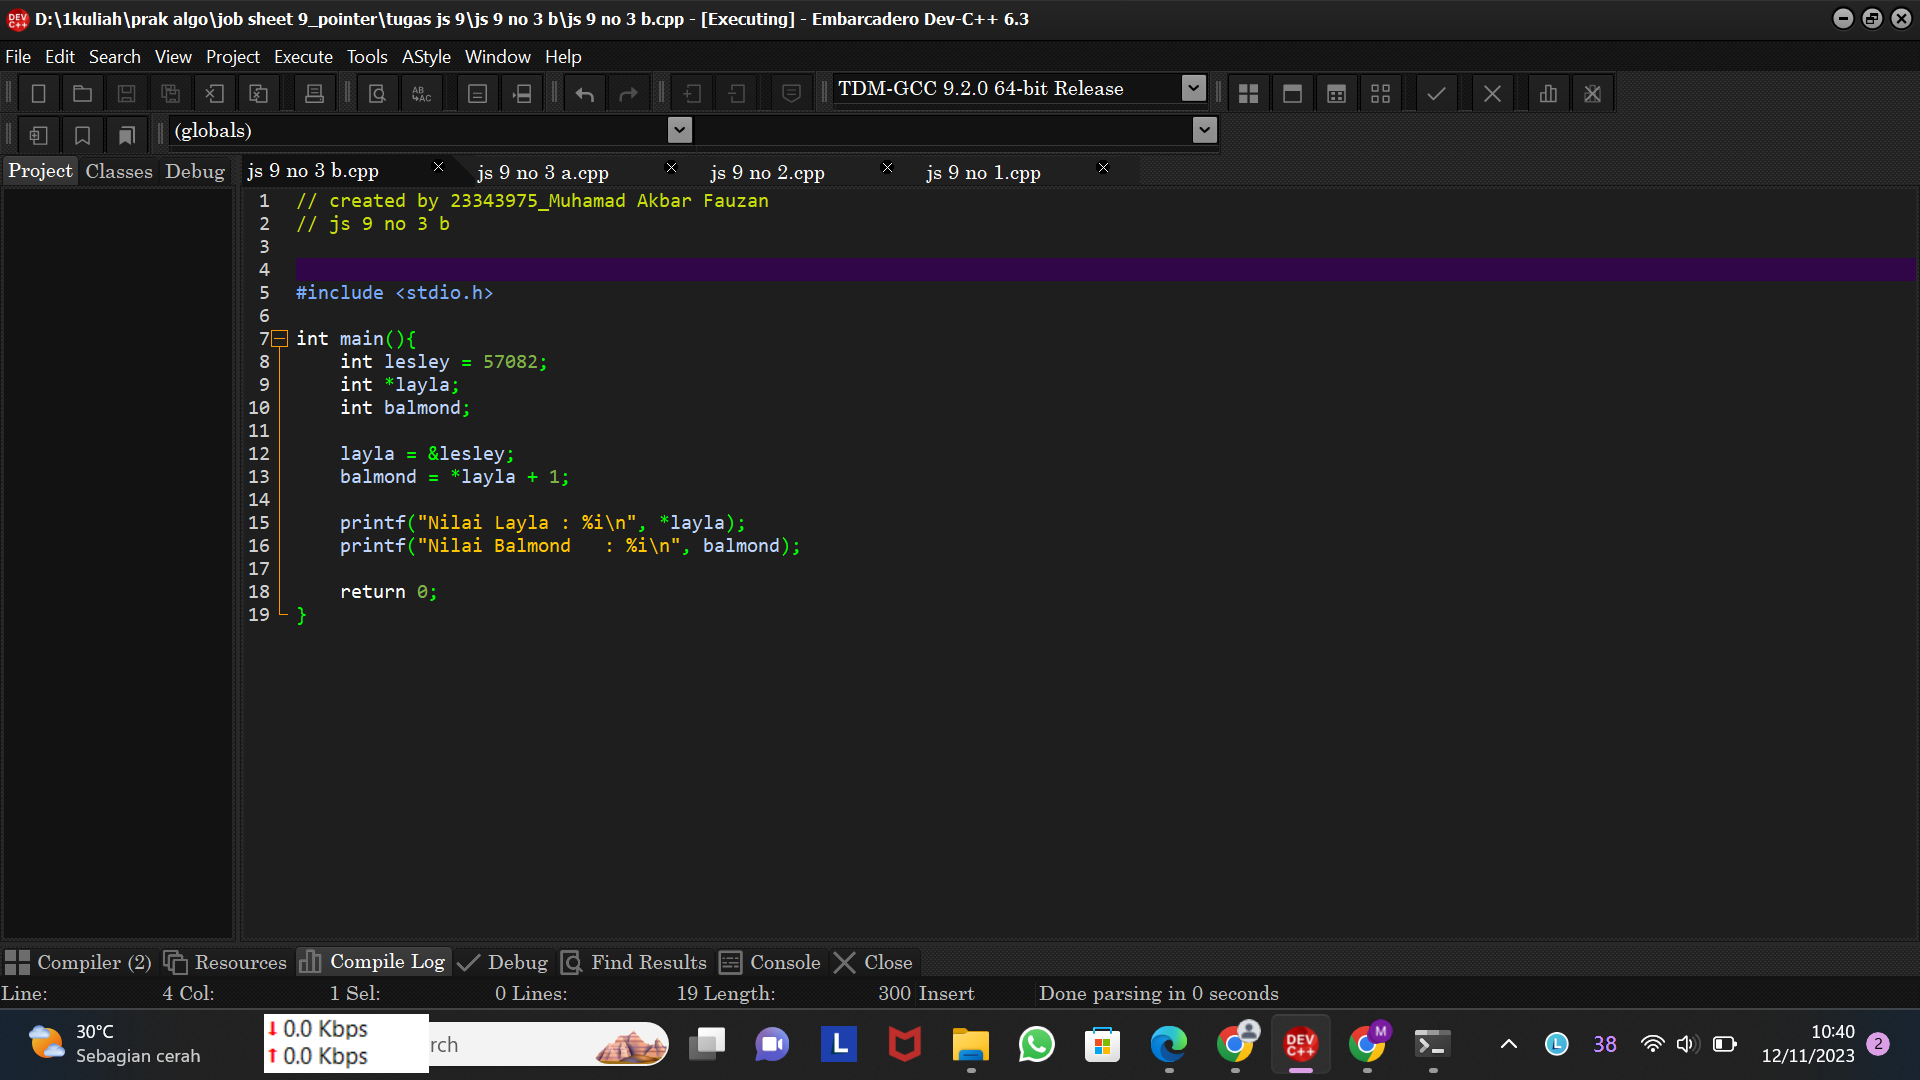 D:\1kuliah\prak algo\job sheet 9_pointer\tugas js 9\js 9 no 3 b\js 9 no 3 b.cpp - [Executing] - Embarcadero Dev-C++ 6.3
File Edit Search View Project Execute Tools AStyle Window Help
TDM-GCC 9.2.0 64-bit Release
(globals)
Project Classes Debug
js 9 no 3 b.cpp js 9 no 3 a.cpp js 9 no 2.cpp js 9 no 1.cpp
1 // created by 23343975_Muhamad Akbar Fauzan
2 // js 9 no 3 b
3
4
5 #include <stdio.h>
6
7 int main(){
8 int lesley = 57082;
9 int *layla;
10 int balmond;
11
12 layla = &lesley;
13 balmond = *layla + 1;
14
15 printf("Nilai Layla : %i\n", *layla);
16 printf("Nilai Balmond   : %i\n", balmond);
17
18 return 0;
19 }
Compiler (2) Resources Compile Log Debug Find Results Console Close
Line: 4 Col: 1 Sel: 0 Lines: 19 Length: 300 Insert Done parsing in 0 seconds
30°C
Sebagian cerah
0.0 Kbps
0.0 Kbps
rch
L
DEV C++
M
L
38
10:40
12/11/2023
2